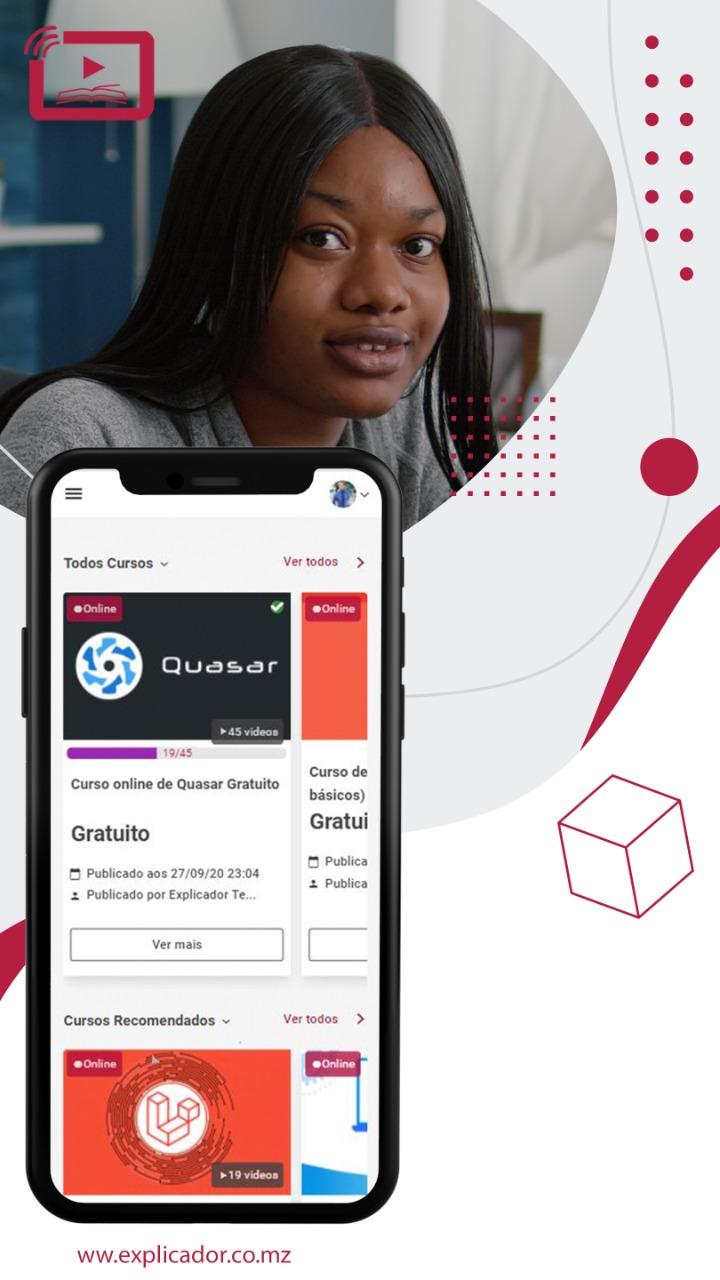 Todos Cursos
Ver todos
Online
Online
Quasar
45 videos
19/45
Curso online de Quasar Gratuito
Curso de
básicos)
Gratuito
Gratui
Publicado aos 27/09/20 23:04
Publica
Publicado por Explicador Te...
Publica
Ver mais
Cursos Recomendados
Ver todos
Online
Online
19 videos
ww.explicador.co.mz